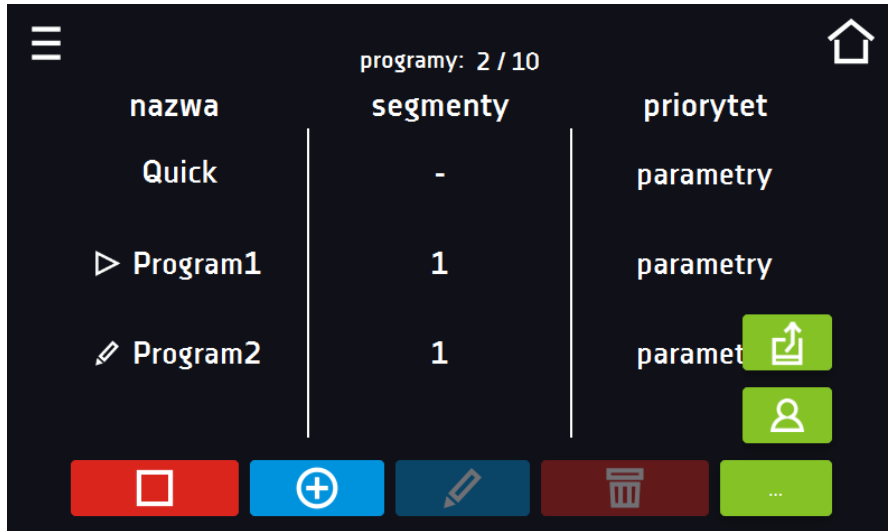 programy: 2 / 10
nazwa segmenty priorytet
Quick - parametry
Program1 1 parametry
Program2 1 paramet
...